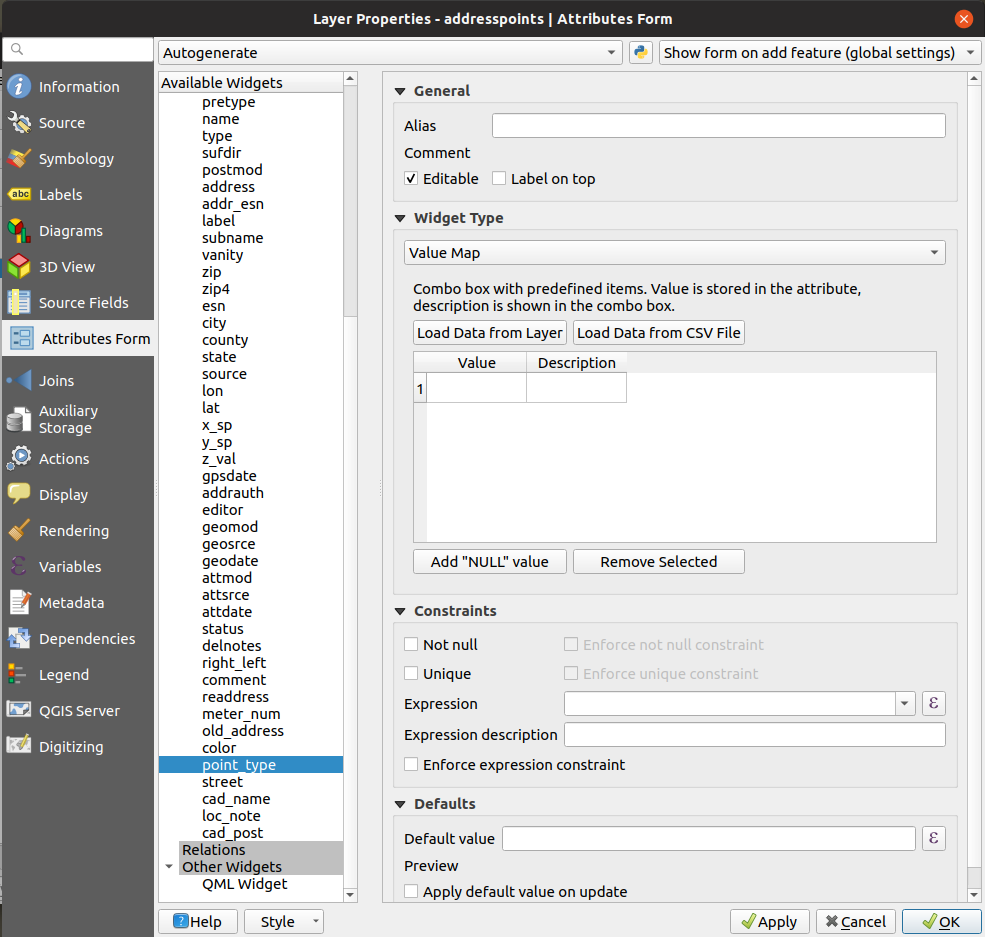 Layer Properties - addresspoints | Attributes Form
Autogenerate
Show form on add feature (global settings)
Information
Source
Symbology
abc Labels
Diagrams
3D View
Source Fields
Attributes Form
Joins
Auxiliary
Storage
Actions
Display
Rendering
Variables
Metadata
Dependencies
Legend
QGIS Server
Digitizing
Available Widgets
pretype
name
type
sufdir
postmod
address
addr_esn
label
subname
vanity
zip
zip4
esn
city
county
state
source
lon
lat
x_sp
y_sp
z_val
gpsdate
addrauth
editor
geomod
geosrce
geodate
attmod
attsrce
attdate
status
delnotes
right_left
comment
readdress
meter_num
old_address
color
point_type
street
cad_name
loc_note
cad_post
Relations
Other Widgets
QML Widget
General
Alias
Comment
Editable Label on top
Widget Type
Value Map
Combo box with predefined items. Value is stored in the attribute,
description is shown in the combo box.
Load Data from Layer Load Data from CSV File
Value Description
1
Add "NULL" value Remove Selected
Constraints
Not null Enforce not null constraint
Unique Enforce unique constraint
Expression ε
Expression description
Enforce expression constraint
Defaults
Default value ε
Preview
Apply default value on update
? Help Style Apply Cancel OK